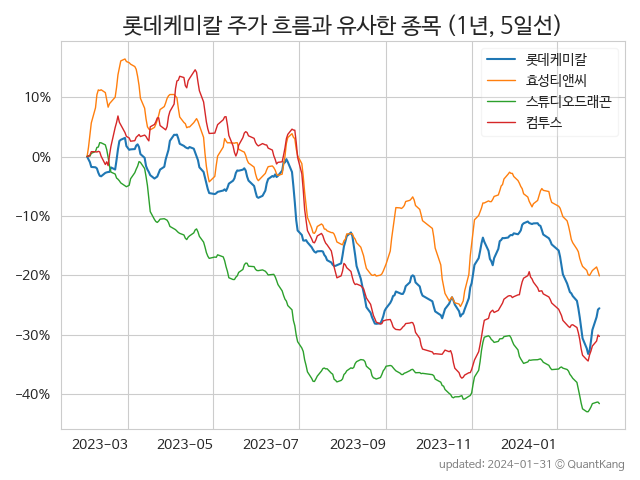 롯데케미칼 주가 흐름과 유사한 종목 (1년, 5일선)
롯데케미칼
효성티앤씨
스튜디오드래곤
컴투스
10%
0%
−10%
−20%
−30%
−40%
2023-03 2023-05 2023-07 2023-09 2023-11 2024-01
updated: 2024-01-31 © QuantKang